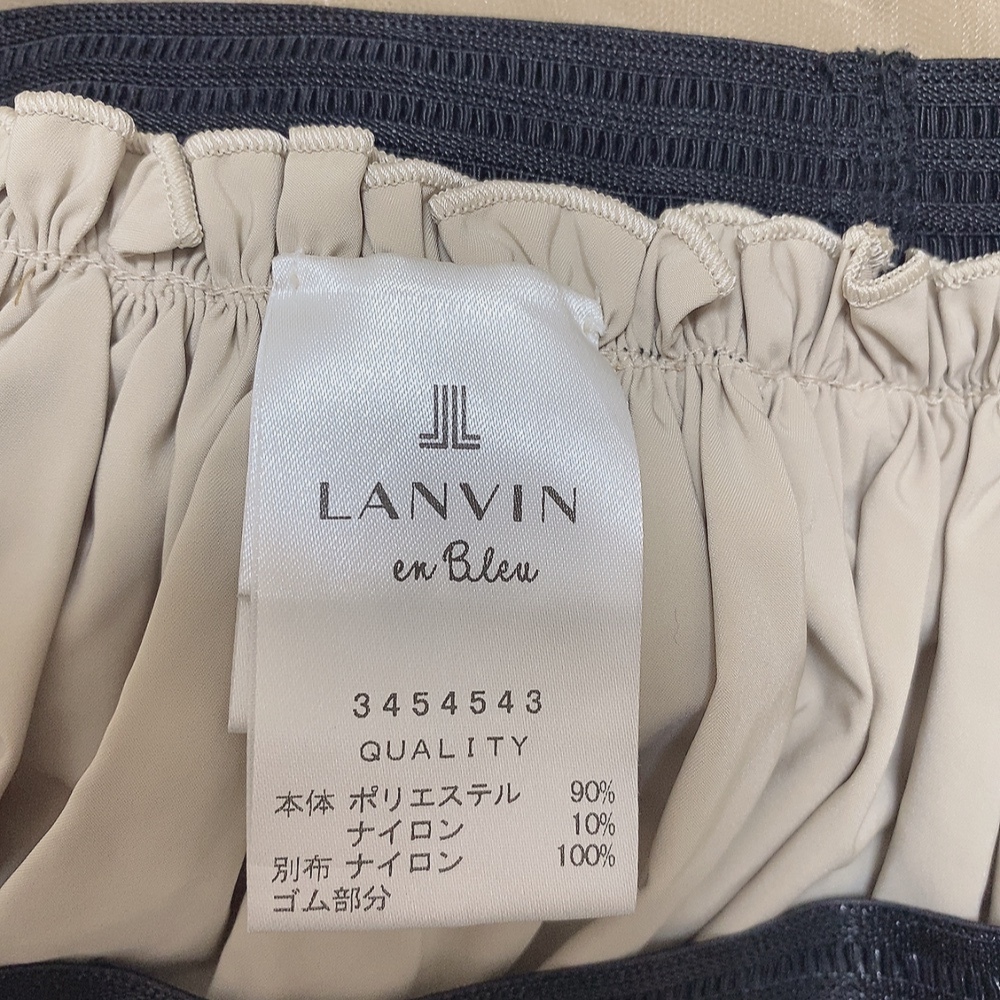 LANVIN
en Bleu
3454543
QUALITY
本体 ポリエステル 90%
ナイロン 10%
別布 ナイロン 100%
ゴム部分